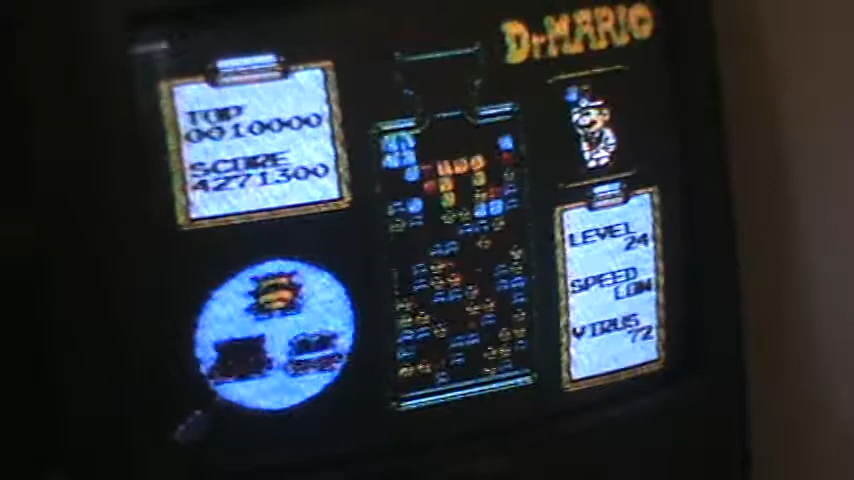 Dr.MARIO
TOP
0010000
SCORE
4271300
LEVEL
24
SPEED
LOW
VIRUS
72